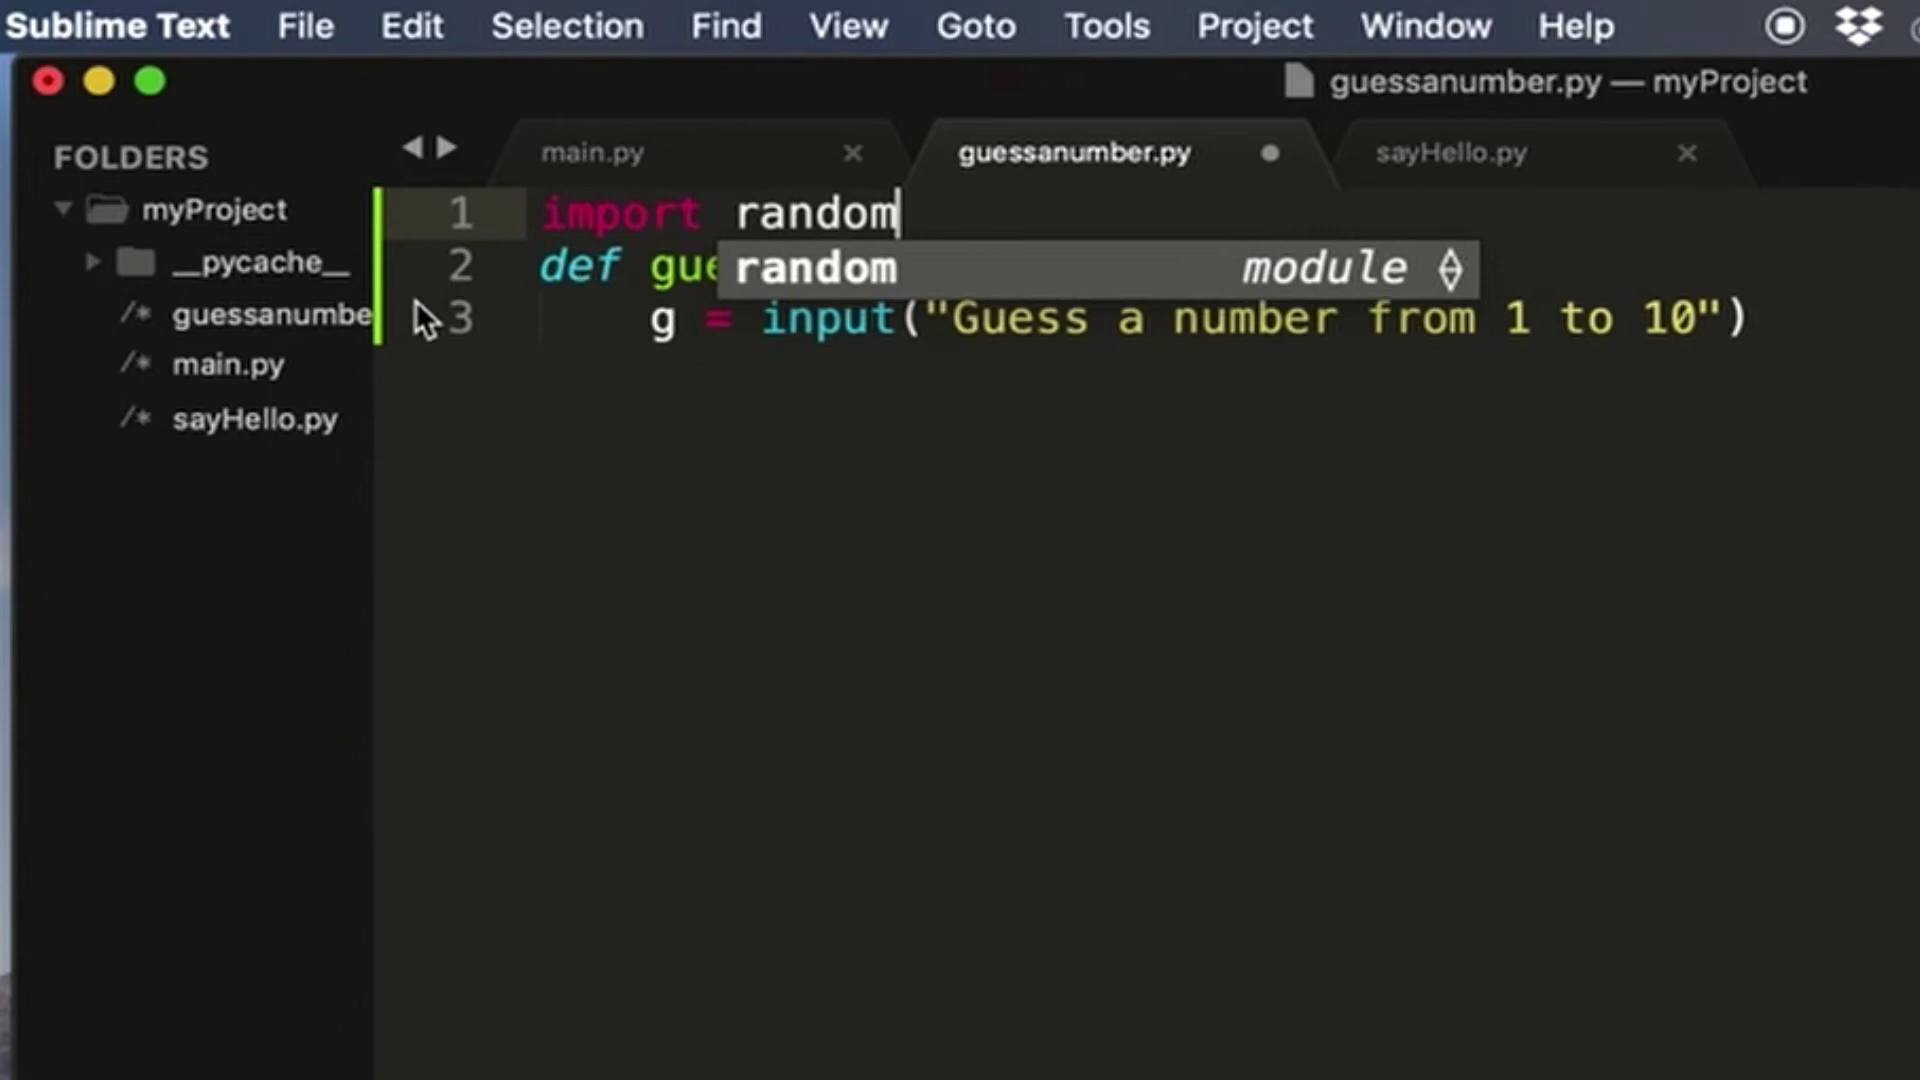 Sublime Text File Edit Selection Find View Goto Tools Project Window Help
guessanumber.py — myProject
FOLDERS
main.py guessanumber.py sayHello.py
myProject
__pycache__
guessanumbe
main.py
sayHello.py
1 import random
2 def gue
random module
3 g = input("Guess a number from 1 to 10")